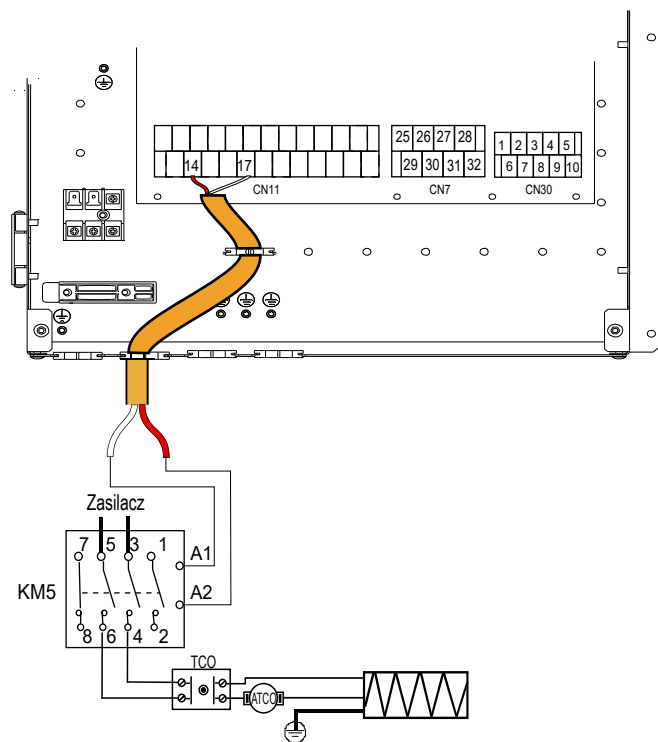 25 26 27 28
1 2 3 4 5
14 17
29 30 31 32
6 7 8 9 10
CN11
CN7
CN30
Zasilacz
7 5 3 1
A1
KM5
A2
8 6 4 2
TCO
ATCO